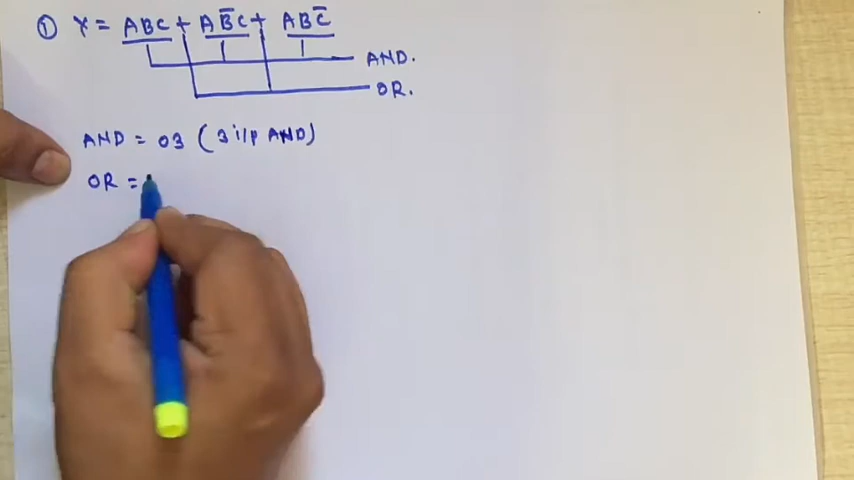 ① Y = ABC + AB̅C + ABC̅
AND.
OR.
AND = 03 (3 i/p AND)
OR =